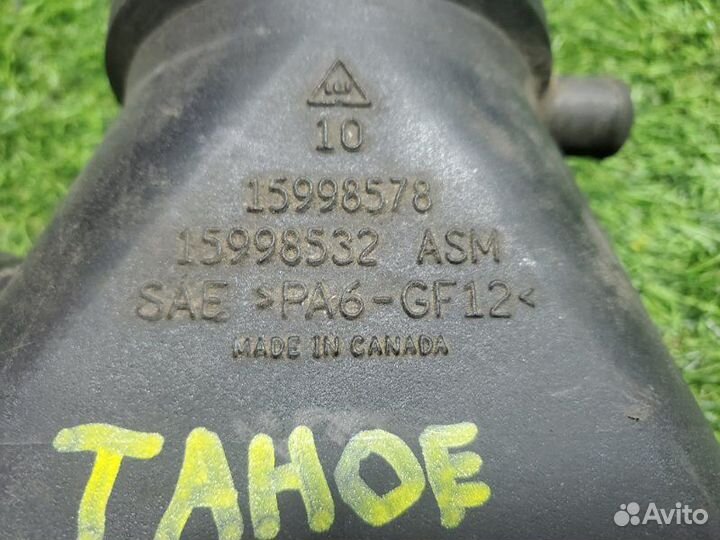 10
15998578
15998532 ASM
SAE >PA6-GF12<
MADE IN CANADA
TAHOE
Avito